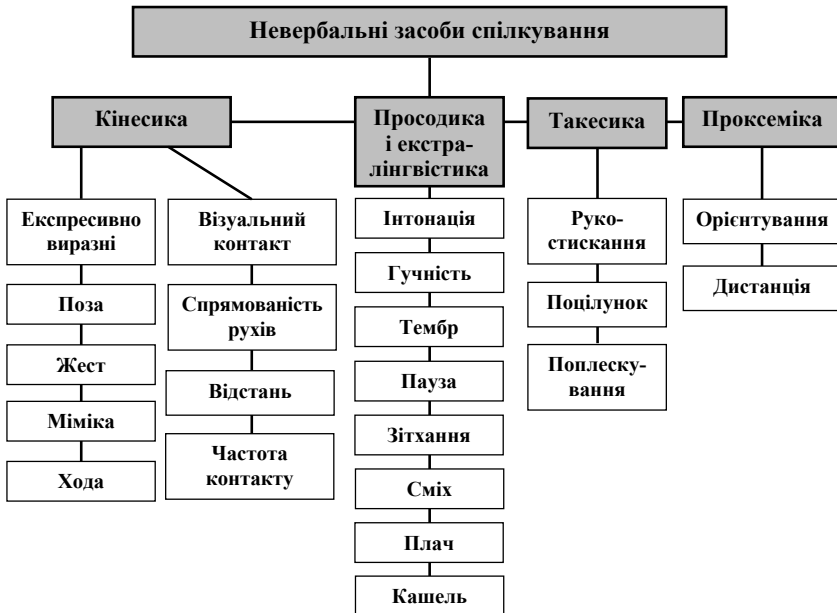 Невербальні засоби спілкування
Кінесика
Просодика
і екстра-
лінгвістика
Такесика
Проксеміка
Експресивно
виразні
Поза
Жест
Міміка
Хода
Візуальний
контакт
Спрямованість
рухів
Відстань
Частота
контакту
Інтонація
Гучність
Тембр
Пауза
Зітхання
Сміх
Плач
Кашель
Руко-
стискання
Поцілунок
Поплеску-
вання
Орієнтування
Дистанція